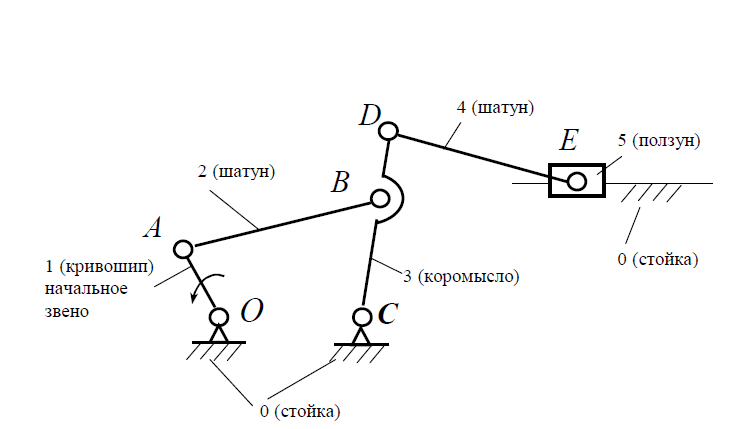 4 (шатун)
D
E
5 (ползун)
2 (шатун)
B
A
0 (стойка)
1 (кривошип)
начальное
звено
3 (коромысло)
O
C
0 (стойка)